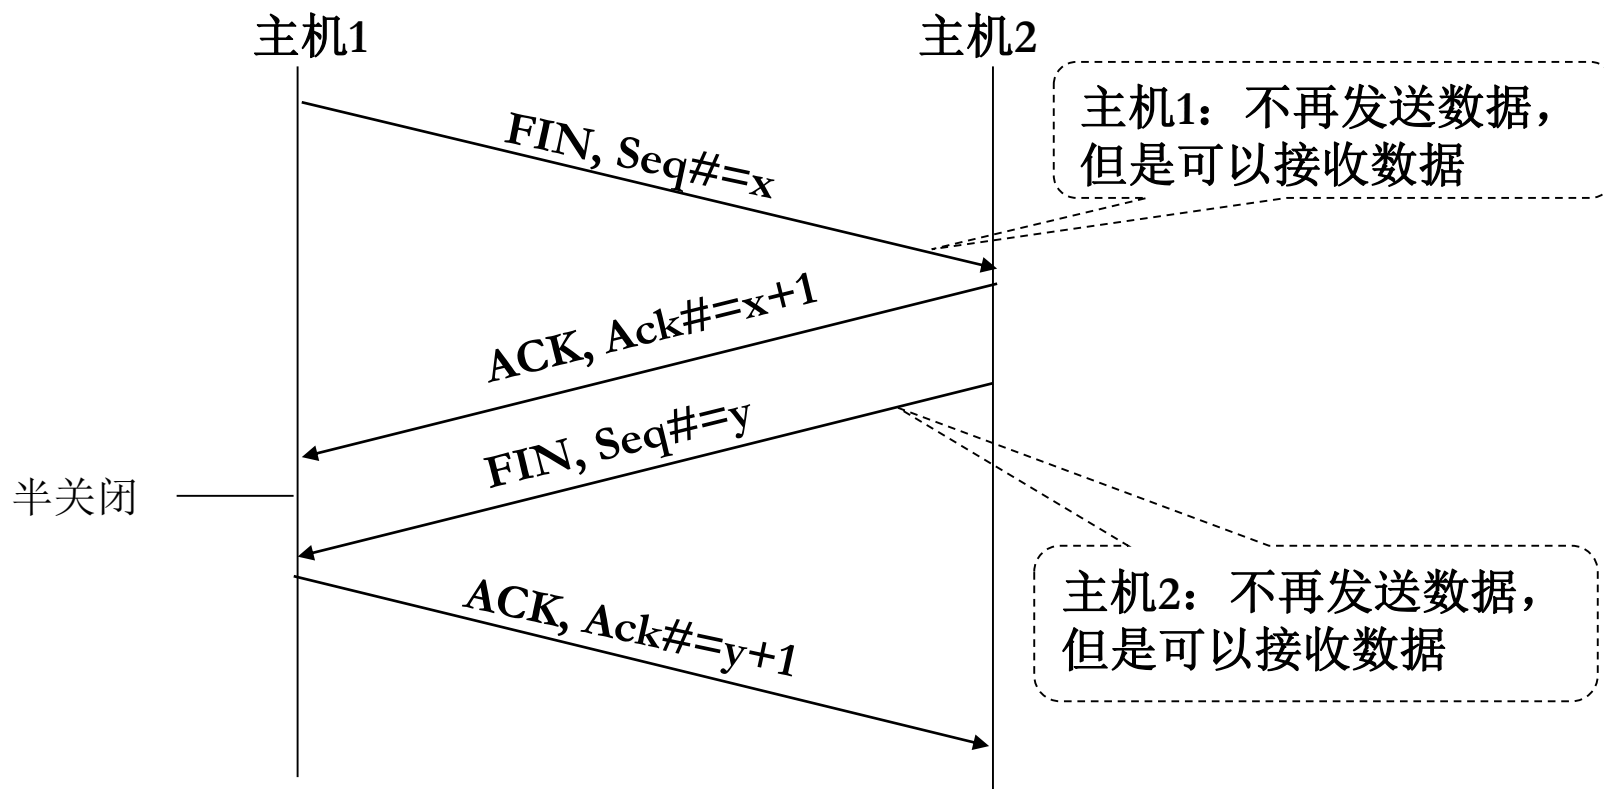 主机1
主机2
主机1：不再发送数据，
但是可以接收数据
FIN, Seq#=x
ACK, Ack#=x+1
FIN, Seq#=y
半关闭
主机2：不再发送数据，
但是可以接收数据
ACK, Ack#=y+1